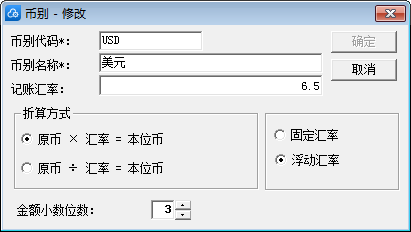 币别 - 修改
币别代码*: USD 确定
币别名称*: 美元 取消
记账汇率: 6.5
折算方式
原币 × 汇率 = 本位币 固定汇率
原币 ÷ 汇率 = 本位币 浮动汇率
金额小数位数: 3